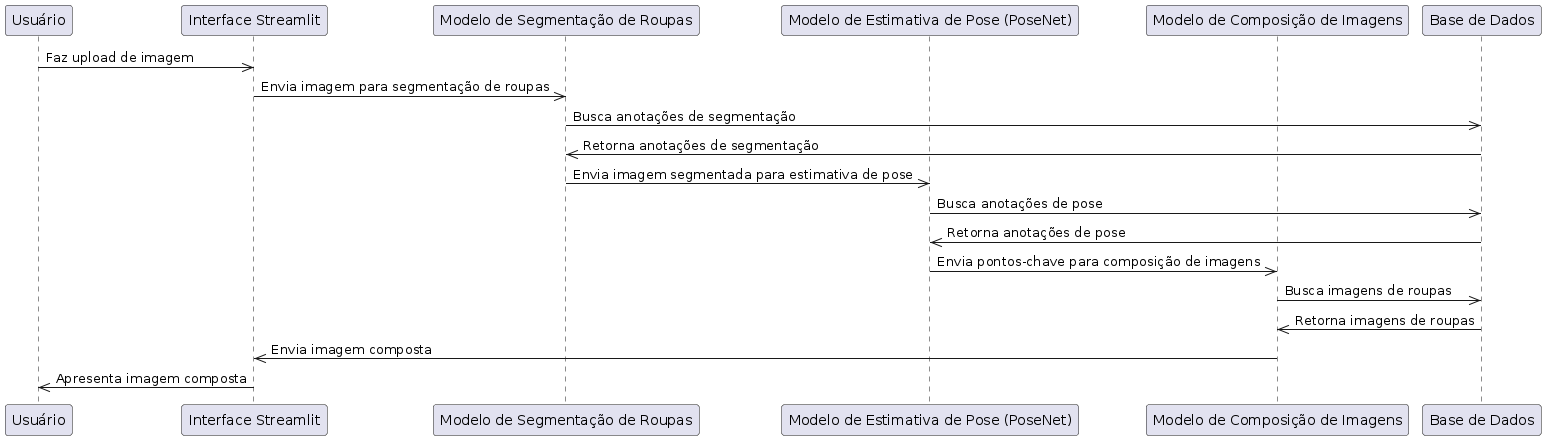 Usuário
Interface Streamlit
Modelo de Segmentação de Roupas
Modelo de Estimativa de Pose (PoseNet)
Modelo de Composição de Imagens
Base de Dados
Faz upload de imagem
Envia imagem para segmentação de roupas
Busca anotações de segmentação
Retorna anotações de segmentação
Envia imagem segmentada para estimativa de pose
Busca anotações de pose
Retorna anotações de pose
Envia pontos-chave para composição de imagens
Busca imagens de roupas
Retorna imagens de roupas
Envia imagem composta
Apresenta imagem composta
Usuário
Interface Streamlit
Modelo de Segmentação de Roupas
Modelo de Estimativa de Pose (PoseNet)
Modelo de Composição de Imagens
Base de Dados